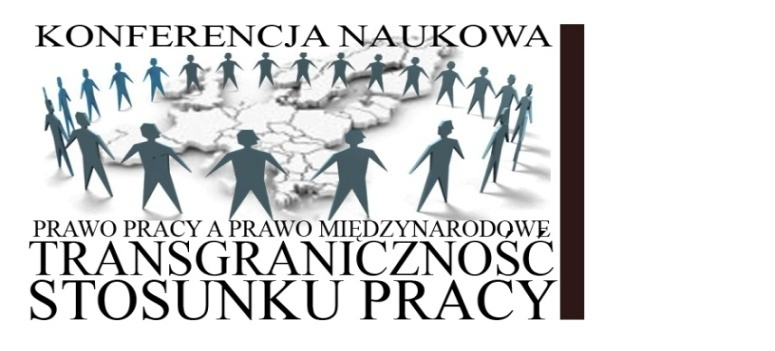 KONFERENCJA NAUKOWA
PRAWO PRACY A PRAWO MIĘDZYNARODOWE
TRANSGRANICZNOŚĆ
STOSUNKU PRACY